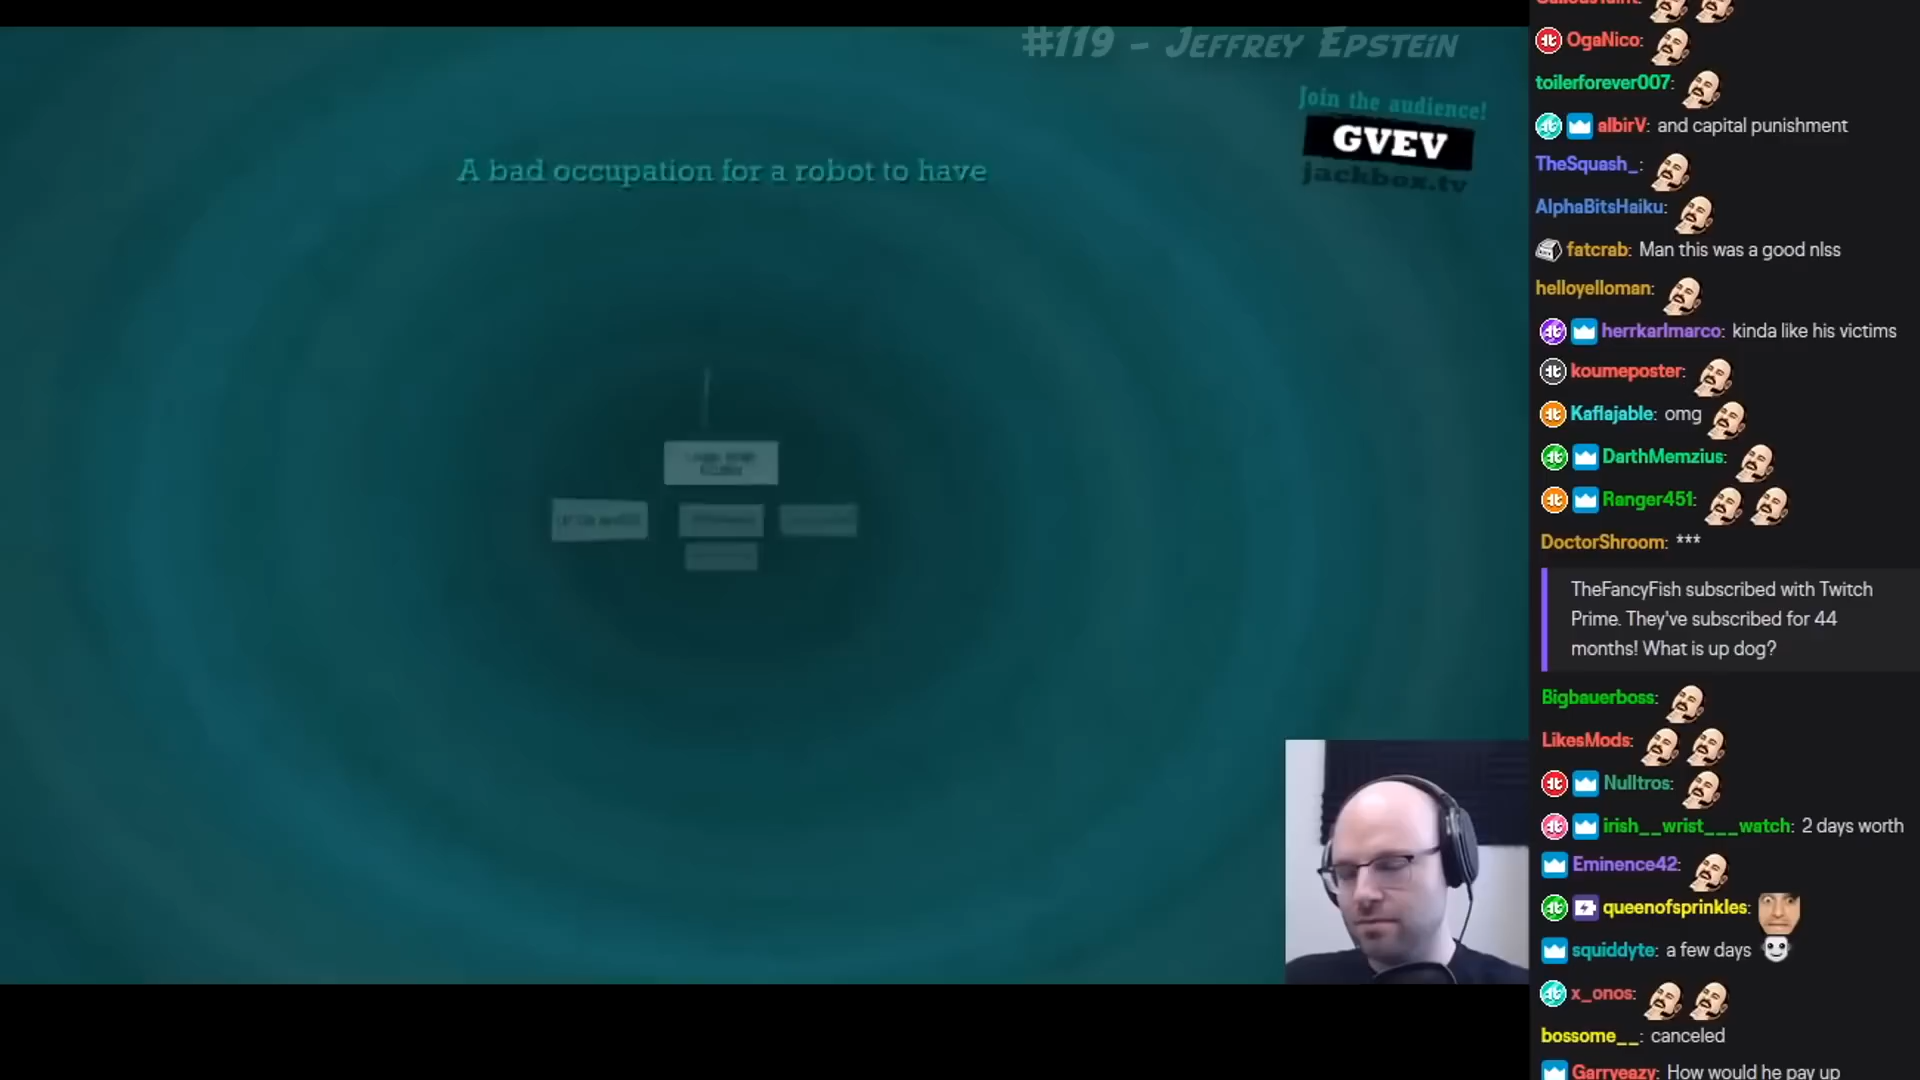 #119 - JEFFREY EPSTEIN
Join the audience!
GVEV
jackbox.tv
A bad occupation for a robot to have
OgaNico:
toilerforever007:
albirV: and capital punishment
TheSquash_:
AlphaBitsHaiku:
fatcrab: Man this was a good nlss
helloyelloman:
herrkarlmarco: kinda like his victims
koumeposter:
Kaflajable: omg
DarthMemzius:
Ranger451:
DoctorShroom: ***
TheFancyFish subscribed with Twitch
Prime. They've subscribed for 44
months! What is up dog?
Bigbauerboss:
LikesMods:
Nulltros:
irish__wrist___watch: 2 days worth
Eminence42:
queenofsprinkles:
squiddyte: a few days
x_onos:
bossome__: canceled
Garryeazy: How would he pay up